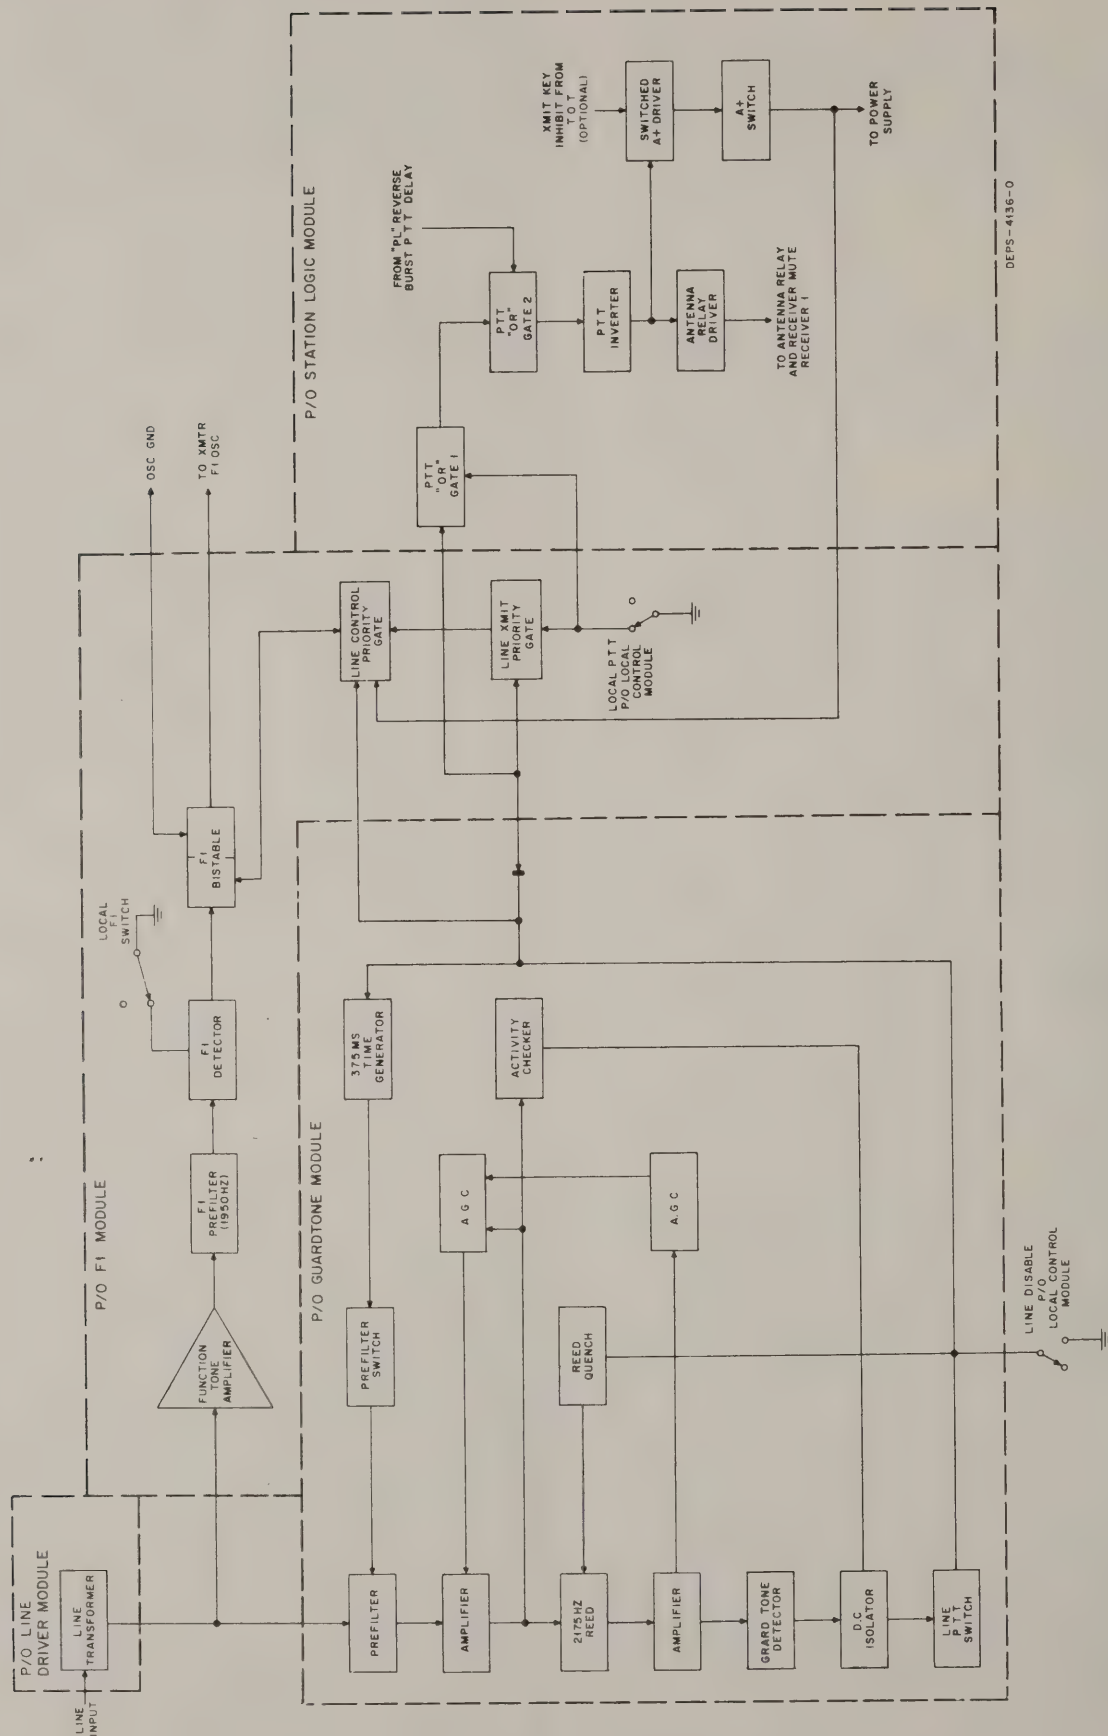 P/O LINE
DRIVER MODULE
LINE
TRANSFORMER
LINE
INPUT
P/O F1 MODULE
FUNCTION
TONE
AMPLIFIER
F1
PREFILTER
(1950HZ)
F1
DETECTOR
LOCAL
F1
SWITCH
F1
BISTABLE
OSC GND
TO XMTR
F1 OSC
LINE CONTROL
PRIORITY
GATE
LINE XMIT
PRIORITY
GATE
LOCAL PTT
P/O LOCAL
CONTROL
MODULE
P/O GUARDTONE MODULE
PREFILTER
AMPLIFIER
2175HZ
REED
AMPLIFIER
GRARD TONE
DETECTOR
D.C
ISOLATOR
LINE
PTT
SWITCH
PREFILTER
SWITCH
REED
QUENCH
A G C
A.G.C
375MS
TIME
GENERATOR
ACTIVITY
CHECKER
LINE DISABLE
P/O
LOCAL CONTROL
MODULE
P/O STATION LOGIC MODULE
PTT
"OR"
GATE 1
PTT
"OR"
GATE 2
FROM "PL" REVERSE
BURST PTT DELAY
PTT
INVERTER
ANTENNA
RELAY
DRIVER
TO ANTENNA RELAY
AND RECEIVER MUTE
RECEIVER 1
XMIT KEY
INHIBIT FROM
T O T
(OPTIONAL)
SWITCHED
A+ DRIVER
A+
SWITCH
TO POWER
SUPPLY
DEPS-4136-O